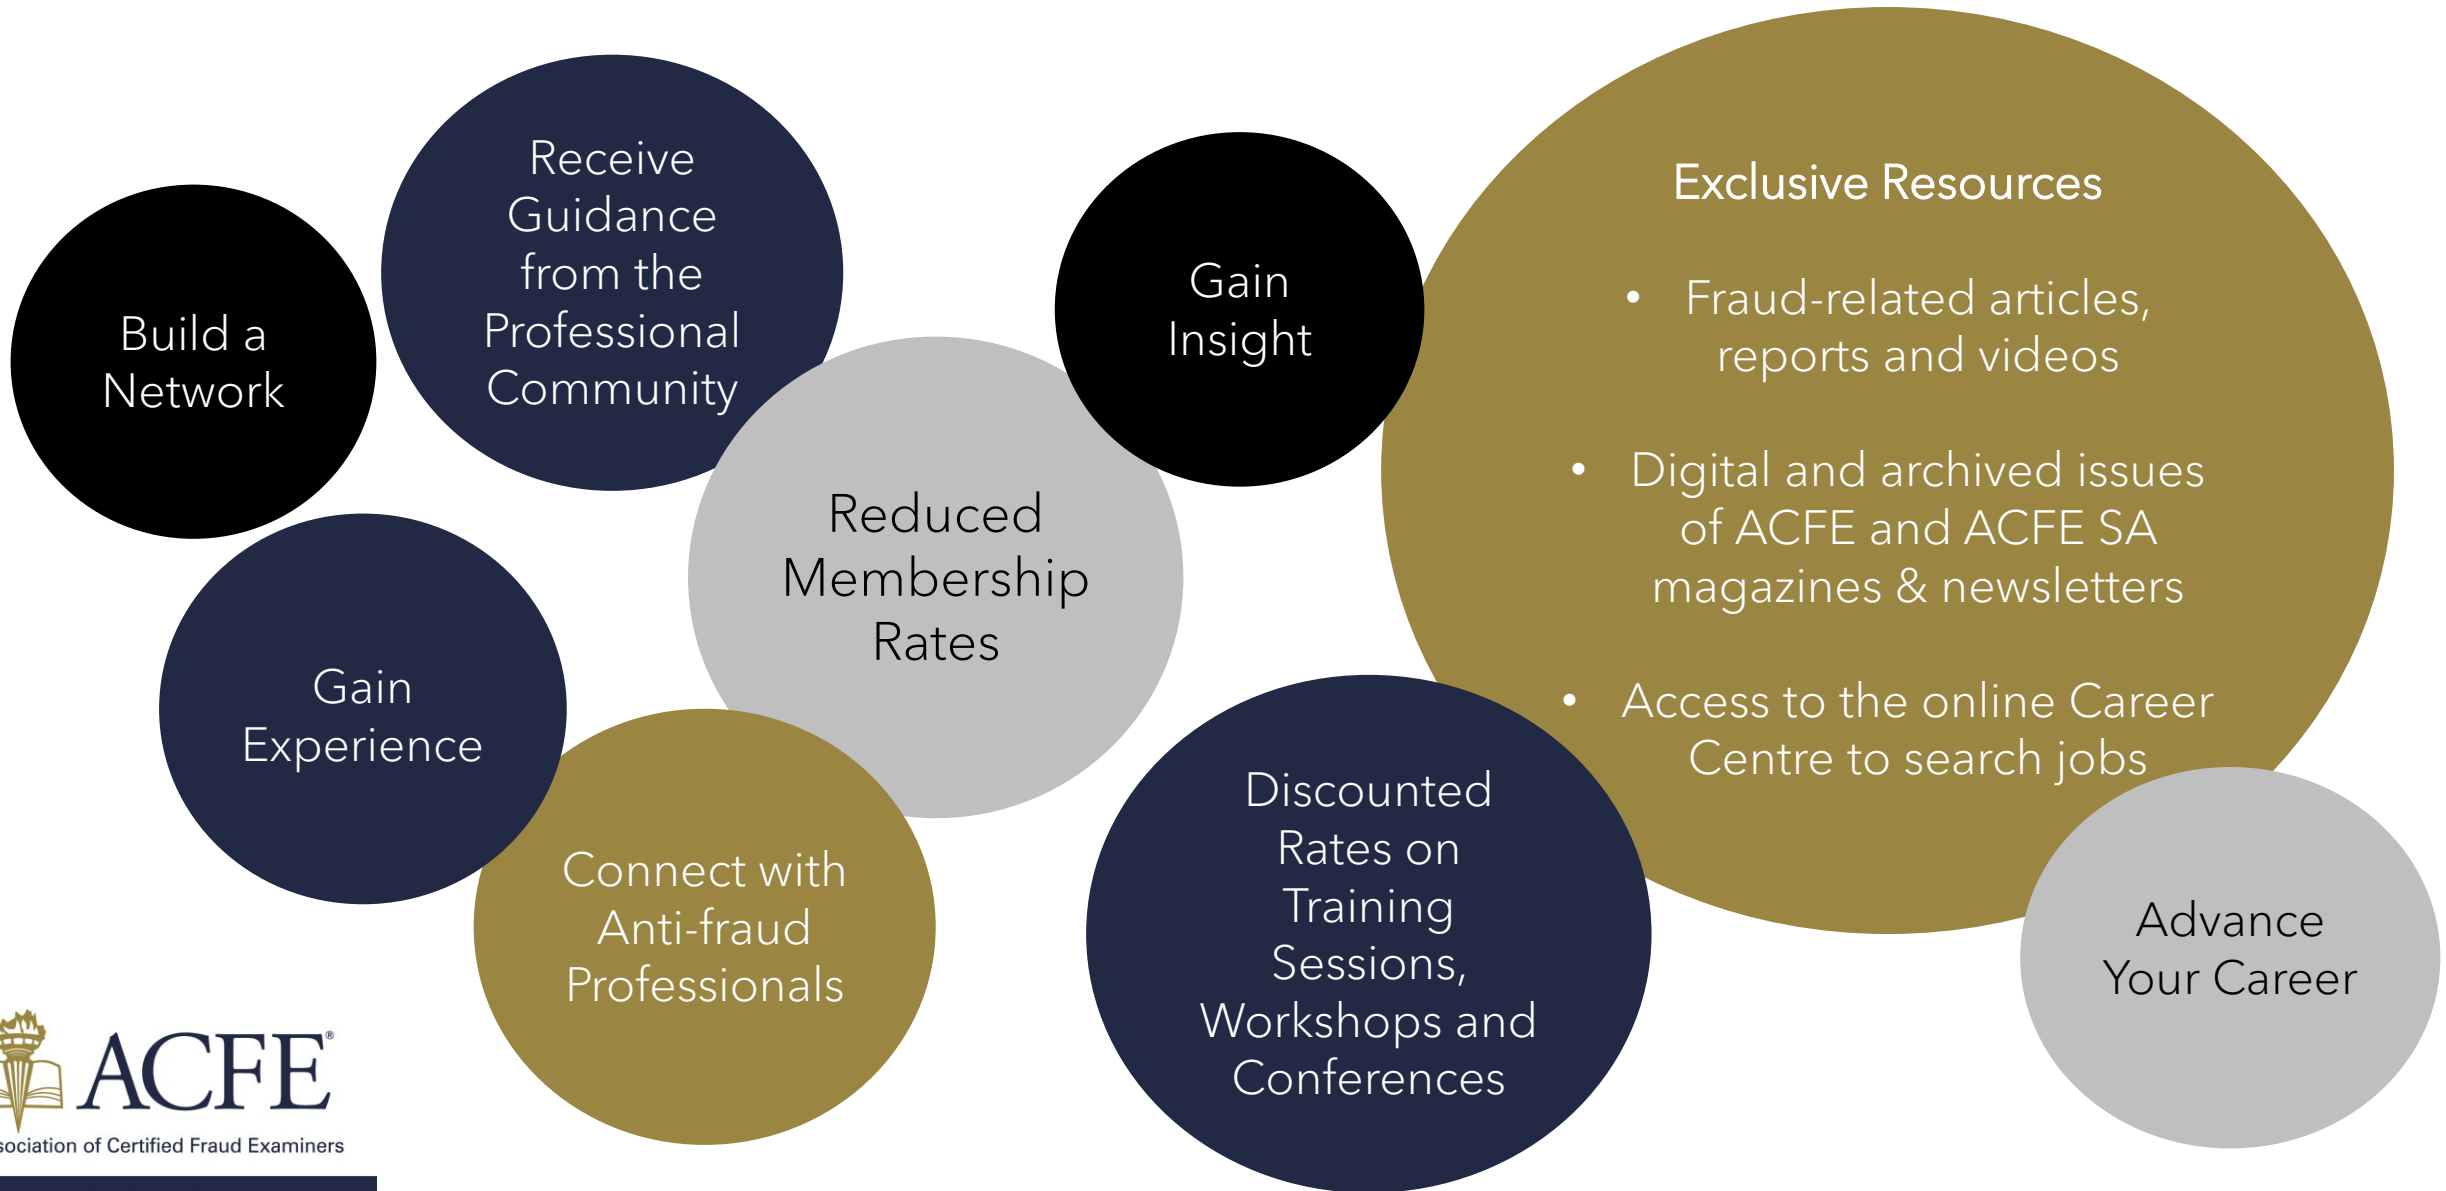 Build a
Network
Receive
Guidance
from the
Professional
Community
Gain
Insight
Exclusive Resources
• Fraud-related articles,
reports and videos
• Digital and archived issues
of ACFE and ACFE SA
magazines & newsletters
• Access to the online Career
Centre to search jobs
Reduced
Membership
Rates
Gain
Experience
Connect with
Anti-fraud
Professionals
Discounted
Rates on
Training
Sessions,
Workshops and
Conferences
Advance
Your Career
ACFE®
sociation of Certified Fraud Examiners